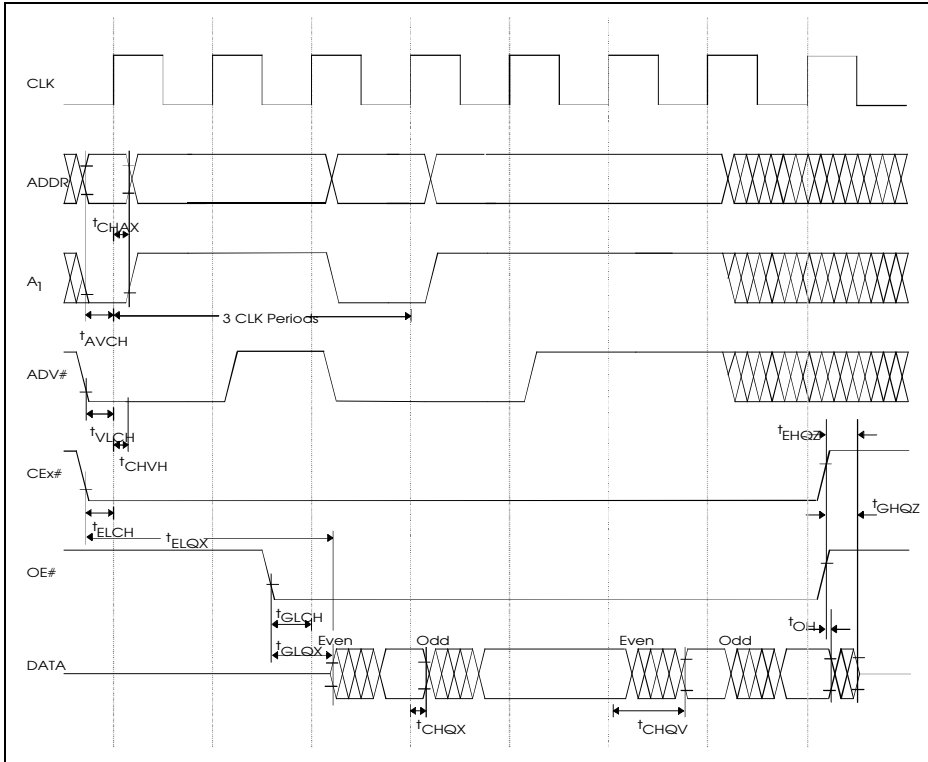 CLK
ADDR
tCHAX
A1
3 CLK Periods
tAVCH
ADV#
tVLCH
tCHVH
tEHQZ
CEx#
tELCH
tELQX
tGHQZ
OE#
tGLCH
tOH
tGLQX
Even
Odd
Even
Odd
DATA
tCHQX
tCHQV